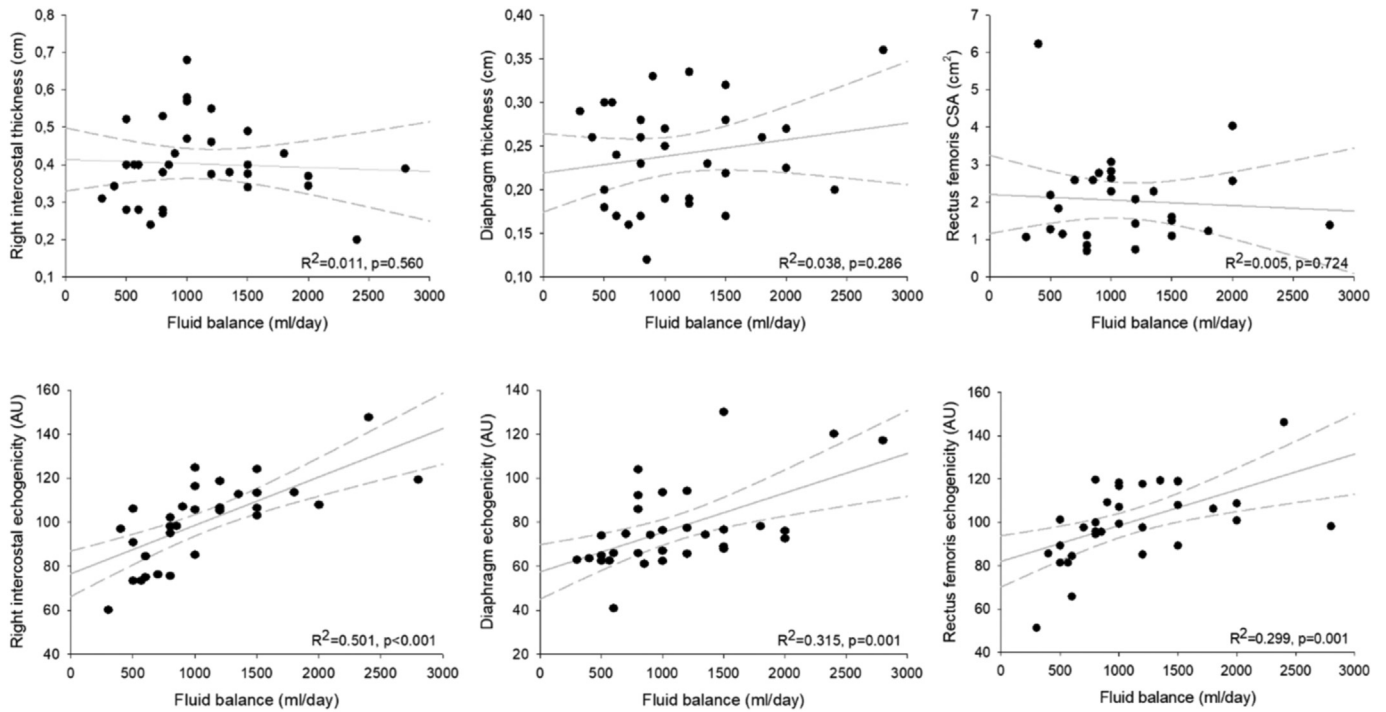 Right intercostal thickness (cm)
0,8
0,7
0,6
0,5
0,4
0,3
0,2
0,1
R²=0.011, p=0.560
0 500 1000 1500 2000 2500 3000
Fluid balance (ml/day)
Diaphragm thickness (cm)
0,40
0,35
0,30
0,25
0,20
0,15
0,10
R²=0.038, p=0.286
0 500 1000 1500 2000 2500 3000
Fluid balance (ml/day)
Rectus femoris CSA (cm²)
7
6
5
4
3
2
1
0
R²=0.005, p=0.724
0 500 1000 1500 2000 2500 3000
Fluid balance (ml/day)
Right intercostal echogenicity (AU)
160
140
120
100
80
60
40
R²=0.501, p<0.001
0 500 1000 1500 2000 2500 3000
Fluid balance (ml/day)
Diaphragm echogenicity (AU)
140
120
100
80
60
40
20
R²=0.315, p=0.001
0 500 1000 1500 2000 2500 3000
Fluid balance (ml/day)
Rectus femoris echogenicity (AU)
160
140
120
100
80
60
40
R²=0.299, p=0.001
0 500 1000 1500 2000 2500 3000
Fluid balance (ml/day)